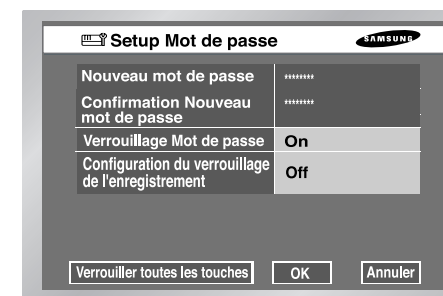 Setup Mot de passe
SAMSUNG
Nouveau mot de passe ********
Confirmation Nouveau ********
mot de passe
Verrouillage Mot de passe On
Configuration du verrouillage Off
de l'enregistrement
Verrouiller toutes les touches OK Annuler